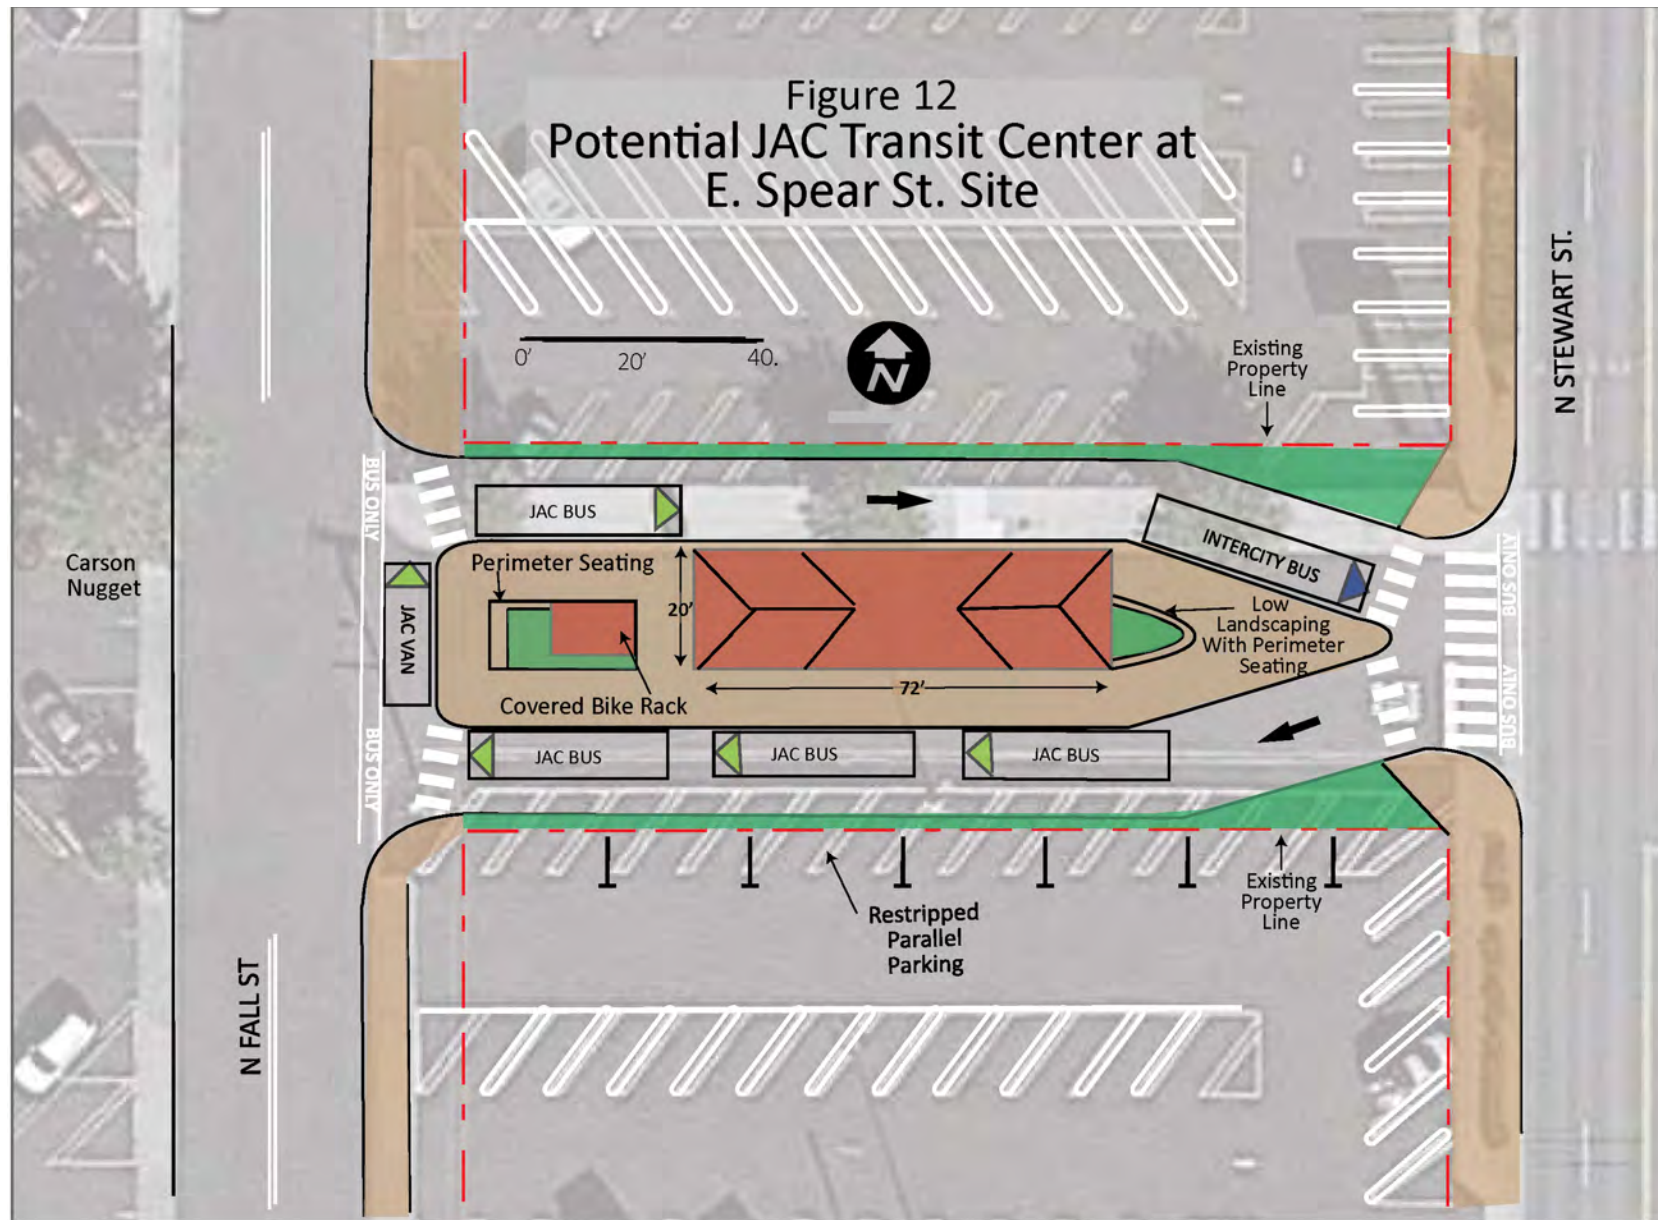 Figure 12
Potential JAC Transit Center at
E. Spear St. Site
0'
20'
40.
N
Existing
Property
Line
N STEWART ST.
BUS ONLY
JAC BUS
INTERCITY BUS
BUS ONLY
Carson
Nugget
Perimeter Seating
JAC VAN
20'
Low
Landscaping
With Perimeter
Seating
72'
Covered Bike Rack
BUS ONLY
BUS ONLY
JAC BUS
JAC BUS
JAC BUS
Existing
Property
Line
Restripped
Parallel
Parking
N FALL ST